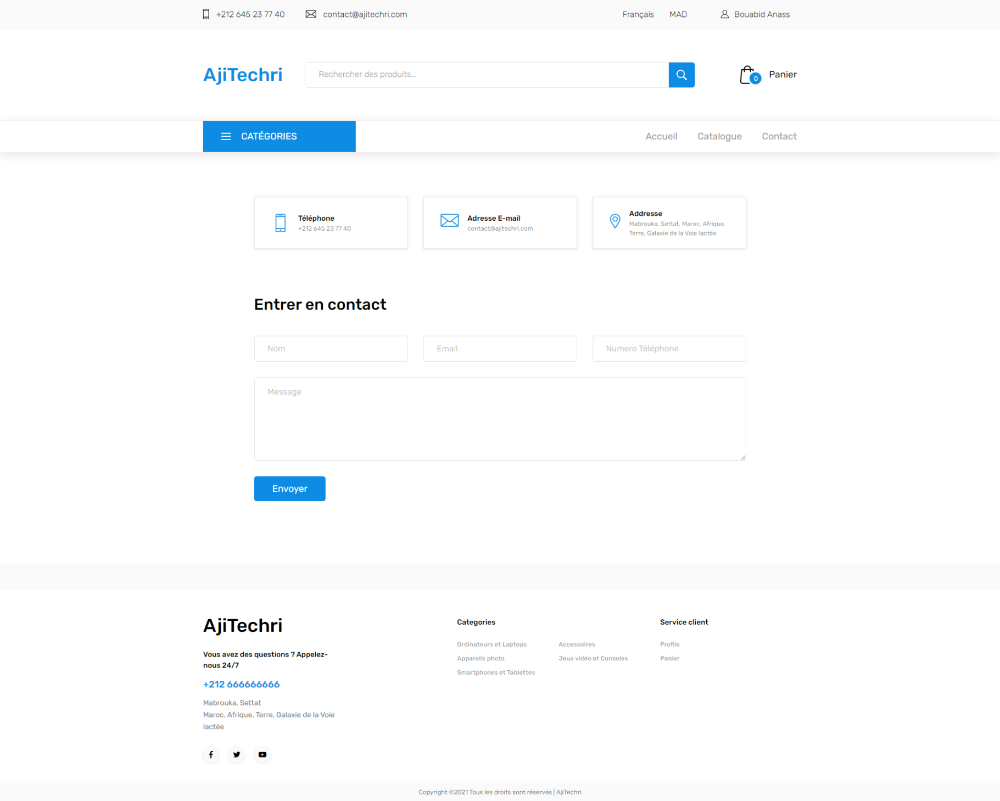 +212 645 23 77 40
contact@ajitechri.com
Français
MAD
Bouabid Anass
AjiTechri
Rechercher des produits...
0
Panier
CATÉGORIES
Accueil
Catalogue
Contact
Téléphone
+212 645 23 77 40
Adresse E-mail
contact@ajitechri.com
Addresse
Mabrouka, Settat, Maroc, Afrique,
Terre, Galaxie de la Voie lactée
Entrer en contact
Nom
Email
Numero Téléphone
Message
Envoyer
AjiTechri
Vous avez des questions ? Appelez-
nous 24/7
+212 666666666
Mabrouka, Settat
Maroc, Afrique, Terre, Galaxie de la Voie
lactée
Categories
Ordinateurs et Laptops
Appareils photo
Smartphones et Tablettes
Accessoires
Jeux vidéo et Consoles
Service client
Profile
Panier
Copyright ©2021 Tous les droits sont réservés | AjiTechri